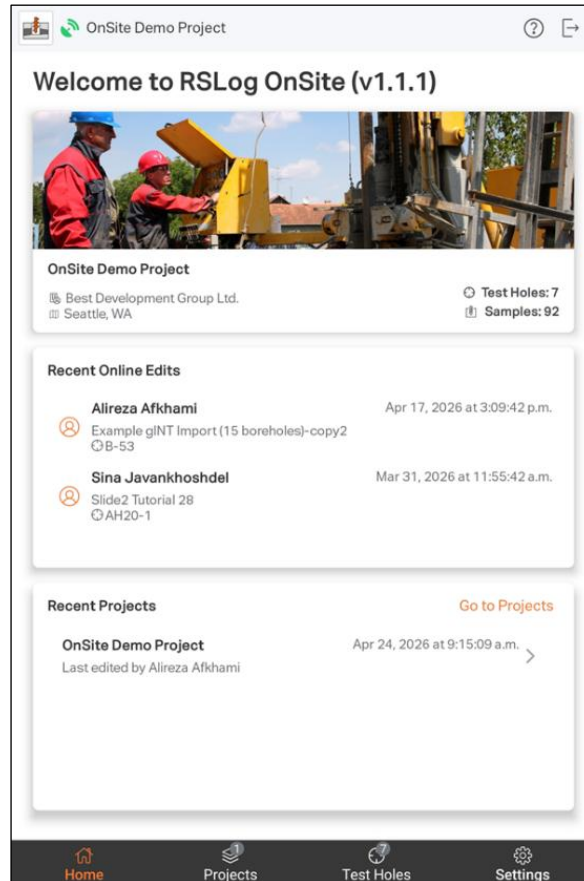 OnSite Demo Project
Welcome to RSLog OnSite (v1.1.1)
OnSite Demo Project
Best Development Group Ltd.
Seattle, WA
Test Holes: 7
Samples: 92
Recent Online Edits
Alireza Afkhami
Apr 17, 2026 at 3:09:42 p.m.
Example gINT Import (15 boreholes)-copy2
B-53
Sina Javankhoshdel
Mar 31, 2026 at 11:55:42 a.m.
Slide2 Tutorial 28
AH20-1
Recent Projects
Go to Projects
OnSite Demo Project
Apr 24, 2026 at 9:15:09 a.m.
Last edited by Alireza Afkhami
1
7
Home
Projects
Test Holes
Settings